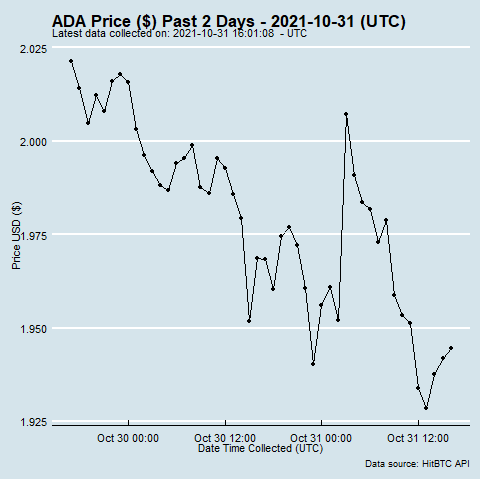 ADA Price ($) Past 2 Days - 2021-10-31 (UTC)
Latest data collected on: 2021-10-31 16:01:08 - UTC
2.025
2.000
1.975
1.950
1.925
Price USD ($)
Oct 30 00:00 Oct 30 12:00 Oct 31 00:00 Oct 31 12:00
Date Time Collected (UTC)
Data source: HitBTC API